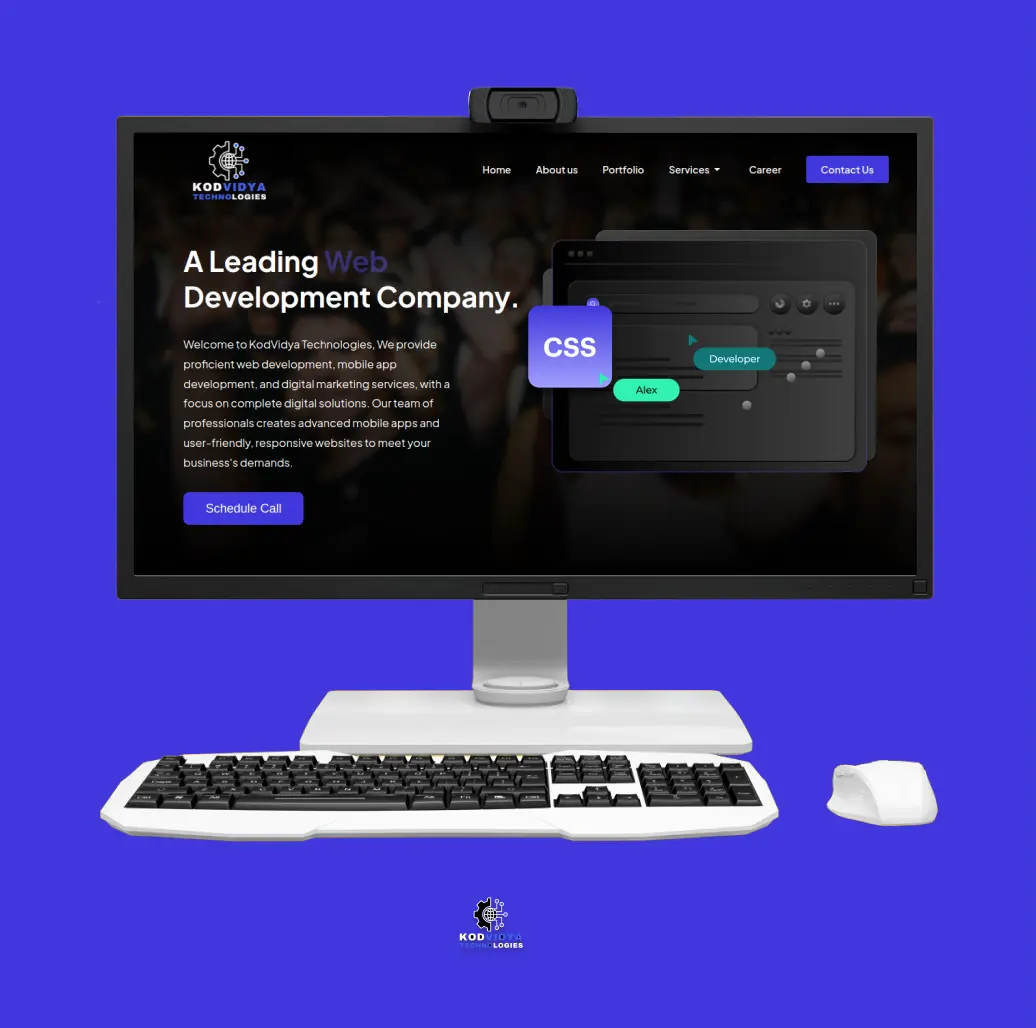 KODVIDYA
TECHNOLOGIES
Home About us Portfolio Services Career Contact Us
A Leading Web
Development Company.
Welcome to KodVidya Technologies, We provide
proficient web development, mobile app
development, and digital marketing services, with a
focus on complete digital solutions. Our team of
professionals creates advanced mobile apps and
user-friendly, responsive websites to meet your
business's demands.
Schedule Call
CSS
Developer
Alex
KODVIDYA
TECHNOLOGIES